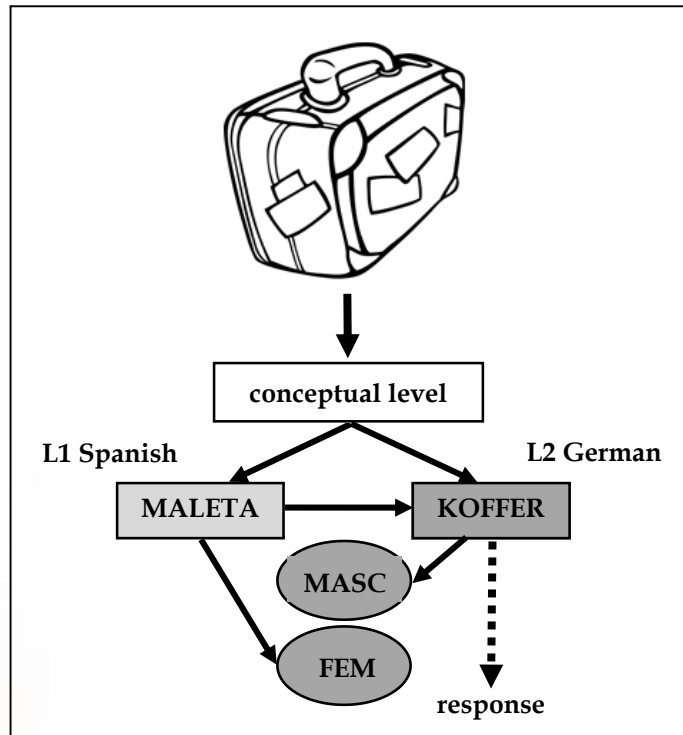 conceptual level
L1 Spanish
L2 German
MALETA
KOFFER
MASC
FEM
response